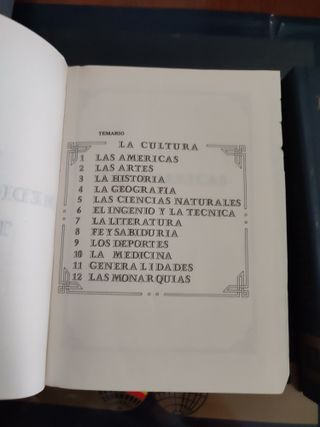 TEMARIO
LA CULTURA
1 LAS AMERICAS
2 LAS ARTES
3 LA HISTORIA
4 LA GEOGRAFIA
5 LAS CIENCIAS NATURALES
6 EL INGENIO Y LA TECNICA
7 LA LITERATURA
8 FE Y SABIDURIA
9 LOS DEPORTES
10 LA MEDICINA
11 GENERALIDADES
12 LAS MONARQUIAS